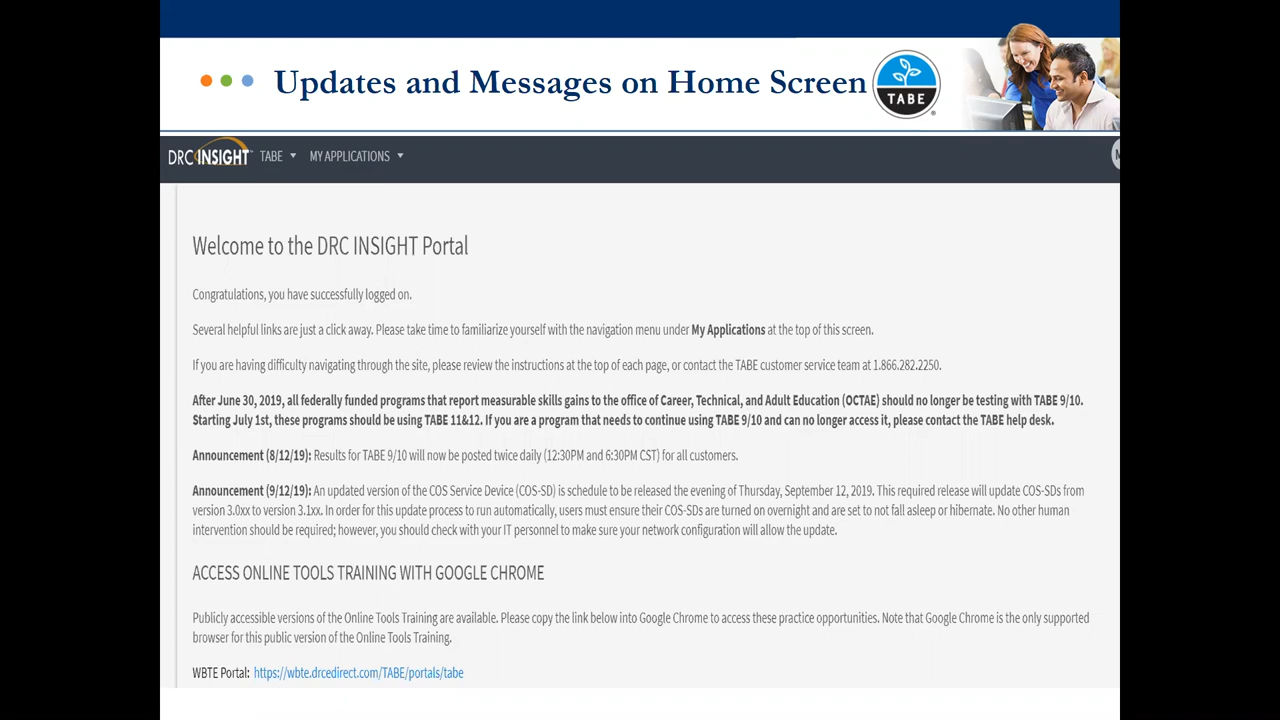 Updates and Messages on Home Screen
TABE
DRC INSIGHT TABE MY APPLICATIONS
Welcome to the DRC INSIGHT Portal
Congratulations, you have successfully logged on.
Several helpful links are just a click away. Please take time to familiarize yourself with the navigation menu under My Applications at the top of this screen.
If you are having difficulty navigating through the site, please review the instructions at the top of each page, or contact the TABE customer service team at 1.866.282.2250.
After June 30, 2019, all federally funded programs that report measurable skills gains to the office of Career, Technical, and Adult Education (OCTAE) should no longer be testing with TABE 9/10.
Starting July 1st, these programs should be using TABE 11&12. If you are a program that needs to continue using TABE 9/10 and can no longer access it, please contact the TABE help desk.
Announcement (8/12/19): Results for TABE 9/10 will now be posted twice daily (12:30PM and 6:30PM CST) for all customers.
Announcement (9/12/19): An updated version of the COS Service Device (COS-SD) is schedule to be released the evening of Thursday, September 12, 2019. This required release will update COS-SDs from
version 3.0xx to version 3.1xx. In order for this update process to run automatically, users must ensure their COS-SDs are turned on overnight and are set to not fall asleep or hibernate. No other human
intervention should be required; however, you should check with your IT personnel to make sure your network configuration will allow the update.
ACCESS ONLINE TOOLS TRAINING WITH GOOGLE CHROME
Publicly accessible versions of the Online Tools Training are available. Please copy the link below into Google Chrome to access these practice opportunities. Note that Google Chrome is the only supported
browser for this public version of the Online Tools Training.
WBTE Portal: https://wbte.drcedirect.com/TABE/portals/tabe